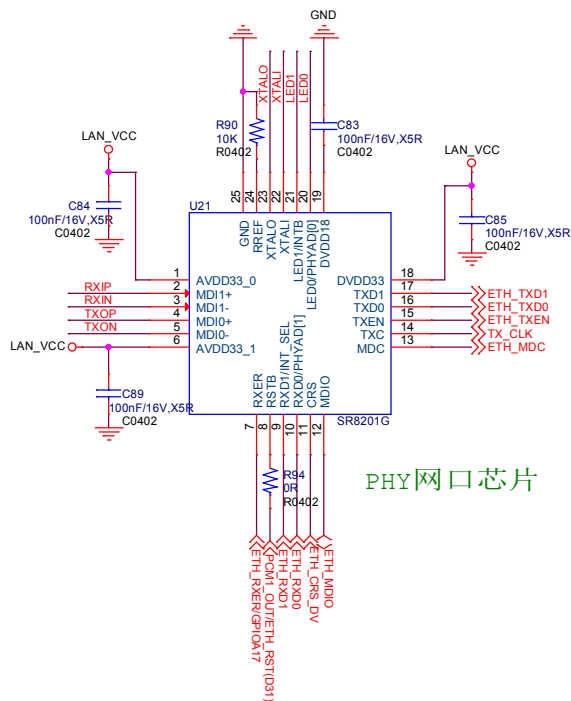 GND
XTALO
XTALI
LED1
LED0
R90
10K
R0402
C83
100nF/16V,X5R
C0402
LAN_VCC
LAN_VCC
C84
100nF/16V,X5R
C0402
U21
25
24
23
22
21
20
19
GND
RREF
XTALO
XTALI
LED1/INTB
LED0/PHYAD[0]
DVDD18
C85
100nF/16V,X5R
C0402
1 AVDD33_0
RXIP 2 MDI1+
RXIN 3 MDI1-
TXOP 4 MDI0+
TXON 5 MDI0-
LAN_VCC 6 AVDD33_1
DVDD33 18
TXD1 17 ETH_TXD1
TXD0 16 ETH_TXD0
TXEN 15 ETH_TXEN
TXC 14 TX_CLK
MDC 13 ETH_MDC
C89
100nF/16V,X5R
C0402
RXER
RSTB
RXD1/INT_SEL
RXD0/PHYAD[1]
CRS
MDIO
SR8201G
7
8
9
10
11
12
R94
0R
R0402
PHY网口芯片
ETH_RXER/GPIOA17
PCM1_OUT/ETH_RST(D31)
ETH_RXD1
ETH_RXD0
ETH_CRS_DV
ETH_MDIO